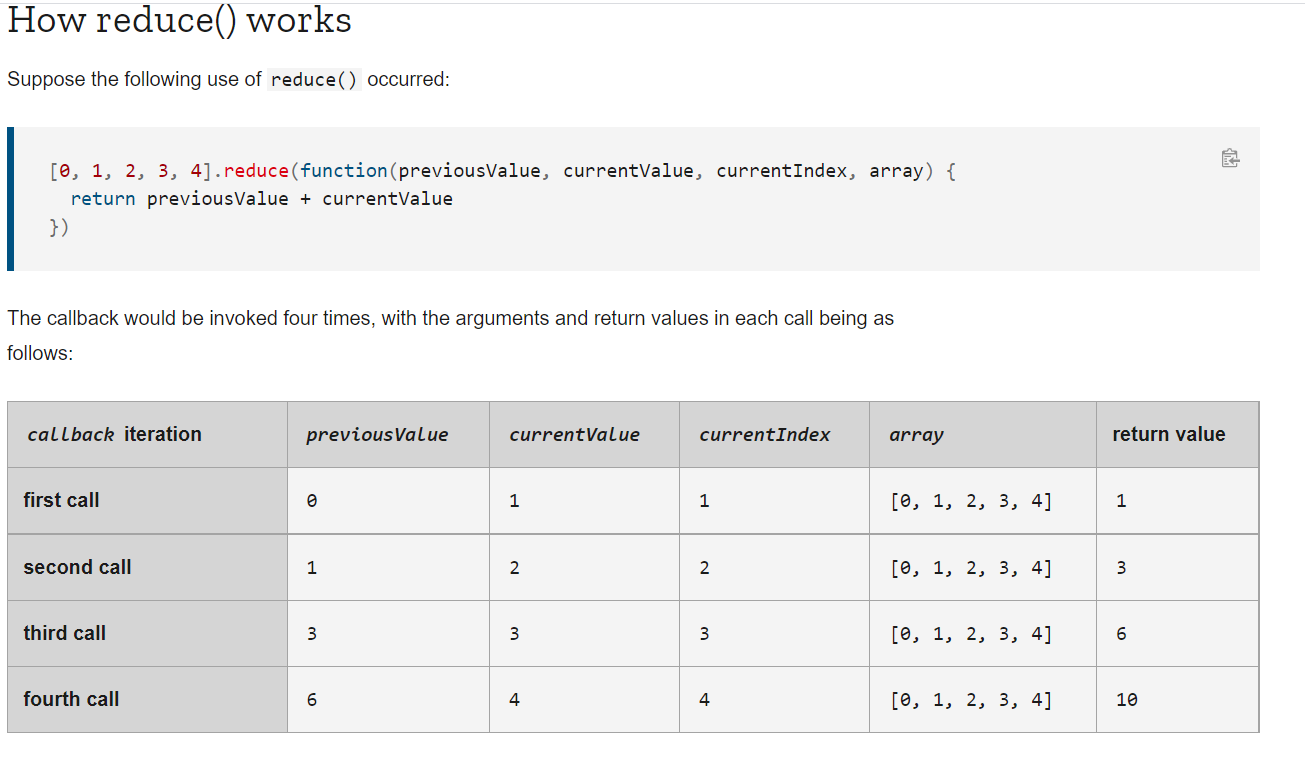 How reduce() works
Suppose the following use of reduce() occurred:
[0, 1, 2, 3, 4].reduce(function(previousValue, currentValue, currentIndex, array) {
  return previousValue + currentValue
})
The callback would be invoked four times, with the arguments and return values in each call being as
follows:
callback iteration previousValue currentValue currentIndex array return value
first call 0 1 1 [0, 1, 2, 3, 4] 1
second call 1 2 2 [0, 1, 2, 3, 4] 3
third call 3 3 3 [0, 1, 2, 3, 4] 6
fourth call 6 4 4 [0, 1, 2, 3, 4] 10